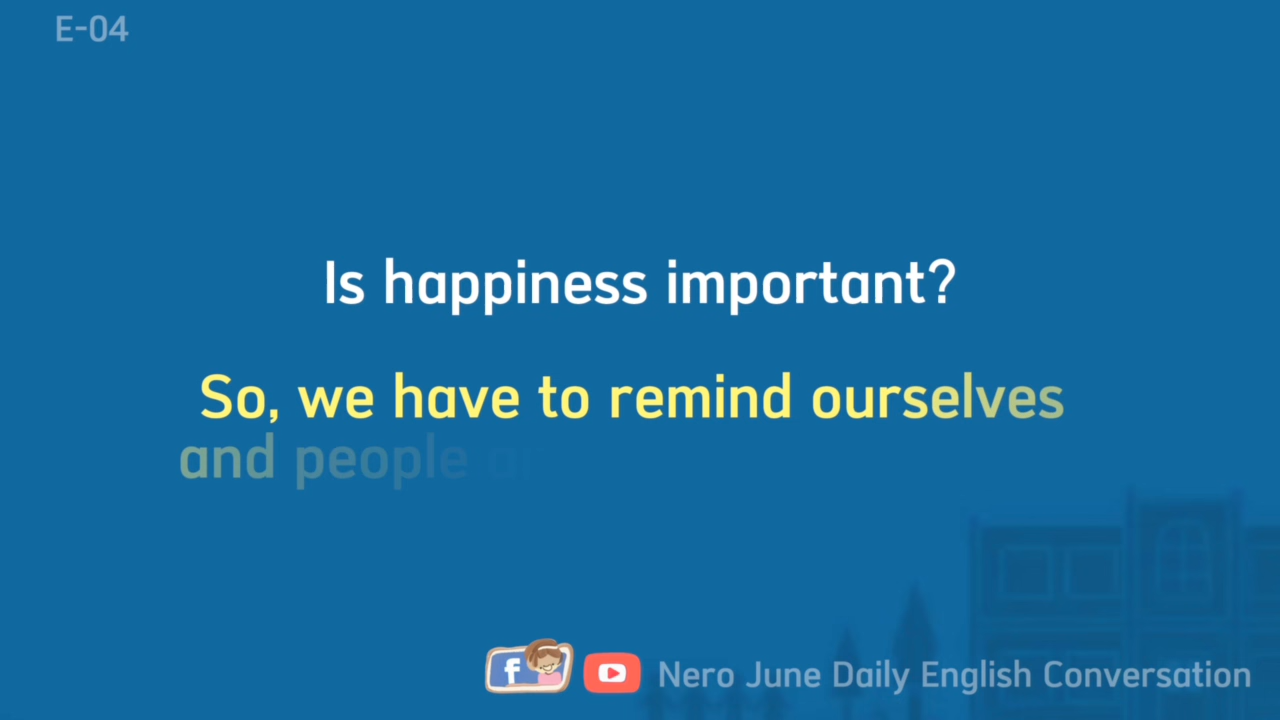 E-04
Is happiness important?
So, we have to remind ourselves
and people
Nero June Daily English Conversation